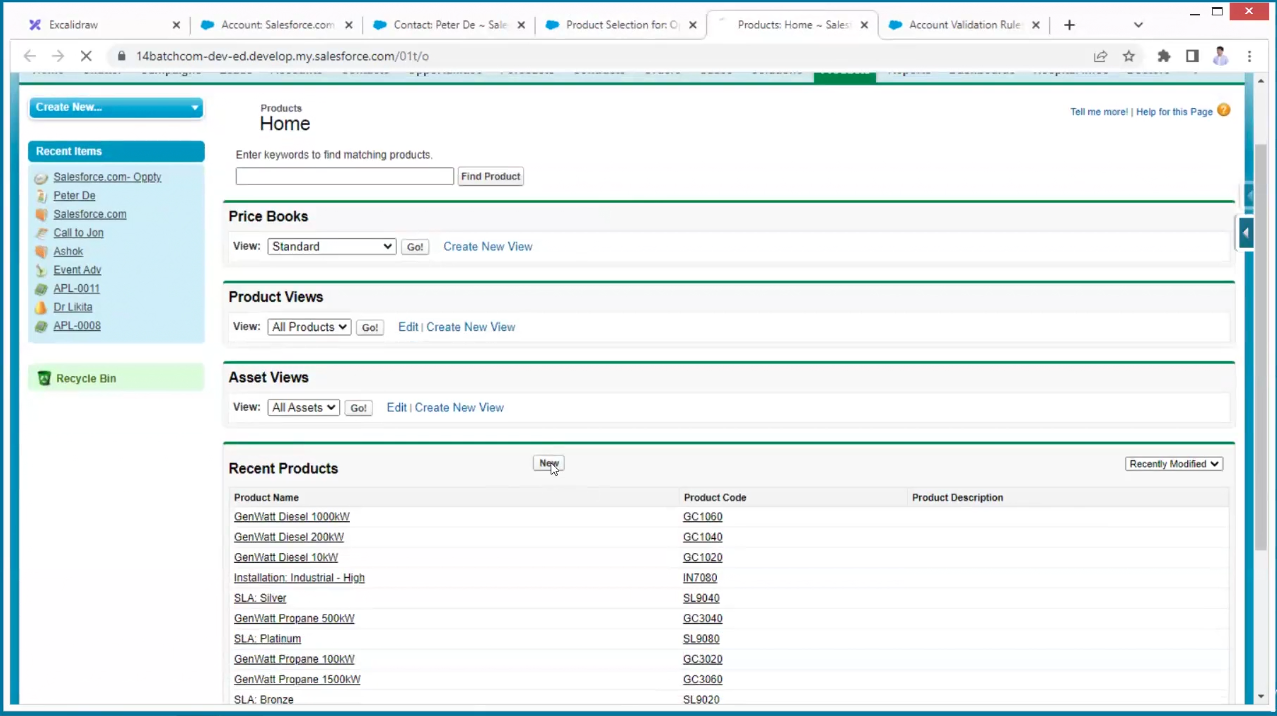 Excalidraw
Account: Salesforce.com
Contact: Peter De ~ Sale
Product Selection for: O
Products: Home ~ Sales
Account Validation Rule
14batchcom-dev-ed.develop.my.salesforce.com/01t/o
Create New...
Products
Home
Tell me more! | Help for this Page
Recent Items
Salesforce.com- Oppty
Peter De
Salesforce.com
Call to Jon
Ashok
Event Adv
APL-0011
Dr Likita
APL-0008
Recycle Bin
Enter keywords to find matching products.
Find Product
Price Books
View: Standard Go! Create New View
Product Views
View: All Products Go! Edit | Create New View
Asset Views
View: All Assets Go! Edit | Create New View
Recent Products New Recently Modified
Product Name Product Code Product Description
GenWatt Diesel 1000kW GC1060
GenWatt Diesel 200kW GC1040
GenWatt Diesel 10kW GC1020
Installation: Industrial - High IN7080
SLA: Silver SL9040
GenWatt Propane 500kW GC3040
SLA: Platinum SL9080
GenWatt Propane 100kW GC3020
GenWatt Propane 1500kW GC3060
SLA: Bronze SL9020